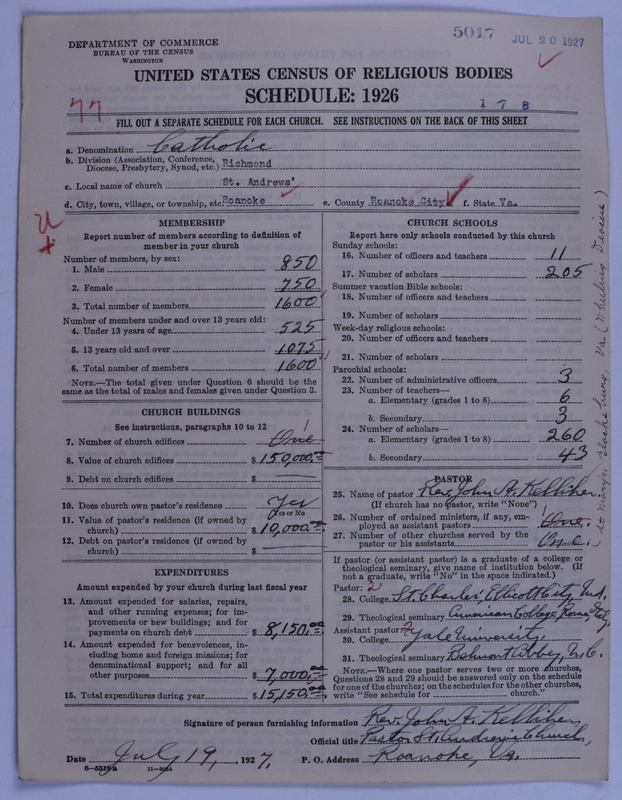 5017 JUL 20 1927
DEPARTMENT OF COMMERCE
BUREAU OF THE CENSUS
WASHINGTON
UNITED STATES CENSUS OF RELIGIOUS BODIES
SCHEDULE: 1926
77
1 7 8
FILL OUT A SEPARATE SCHEDULE FOR EACH CHURCH. SEE INSTRUCTIONS ON THE BACK OF THIS SHEET
a. Denomination Catholic
b. Division (Association, Conference, Diocese, Presbytery, Synod, etc.) Richmond
c. Local name of church St. Andrews'
d. City, town, village, or township, etc. Roanoke e. County Roanoke City f. State Va.
MEMBERSHIP
Report number of members according to definition of
member in your church
Number of members, by sex:
1. Male 850
2. Female 750
3. Total number of members 1600
Number of members under and over 13 years old:
4. Under 13 years of age 525
5. 13 years old and over 1075
6. Total number of members 1600
NOTE.—The total given under Question 6 should be
same as the total of males and females given under Question 3.
CHURCH BUILDINGS
See instructions, paragraphs 10 to 12
7. Number of church edifices One 1
8. Value of church edifices $150,000.=
9. Debt on church edifices $ —
10. Does church own pastor's residence Yes
Yes or No
11. Value of pastor's residence (if owned by
church) $10,000.00
12. Debt on pastor's residence (if owned by
church) $ —
EXPENDITURES
Amount expended by your church during last fiscal year
13. Amount expended for salaries, repairs,
and other running expenses; for im-
provements or new buildings; and for
payments on church debt $8,150.00
14. Amount expended for benevolences, in-
cluding home and foreign missions; for
denominational support; and for all
other purposes $7,000.00
15. Total expenditures during year $15,150.00
CHURCH SCHOOLS
Report here only schools conducted by this church
Sunday schools:
16. Number of officers and teachers 11
17. Number of scholars 205
Summer vacation Bible schools:
18. Number of officers and teachers
19. Number of scholars
Week-day religious schools:
20. Number of officers and teachers
21. Number of scholars
Parochial schools:
22. Number of administrative officers 3
23. Number of teachers—
a. Elementary (grades 1 to 8) 6
b. Secondary 3
24. Number of scholars—
a. Elementary (grades 1 to 8) 260
b. Secondary 43
PASTOR
25. Name of pastor Rev. John A. Kelliher.
(If church has no pastor, write "None")
26. Number of ordained ministers, if any, em-
ployed as assistant pastors One. 1
27. Number of other churches served by the
pastor or his assistants One.
(St Mary's, Blacksburg, Va (Wheeling Diocese)
If pastor (or assistant pastor) is a graduate of a college or
theological seminary, give name of institution below. (If
not a graduate, write "No" in the space indicated.)
Pastor: 2
28. College St. Charles, Ellicott City, Md.
29. Theological seminary American College, Rome, Italy
Assistant pastor: 2
30. College Yale University.
31. Theological seminary Belmont Abbey, N.C.
NOTE.—Where one pastor serves two or more churches,
Questions 28 and 29 should be answered only on the schedule
for one of the churches; on the schedules for the other churches,
write "See schedule for church."
Signature of person furnishing information Rev. John A. Kelliher,
Official title Pastor St. Andrew's Church,
Date July 19, 1927. P. O. Address Roanoke, Va.
11—9064